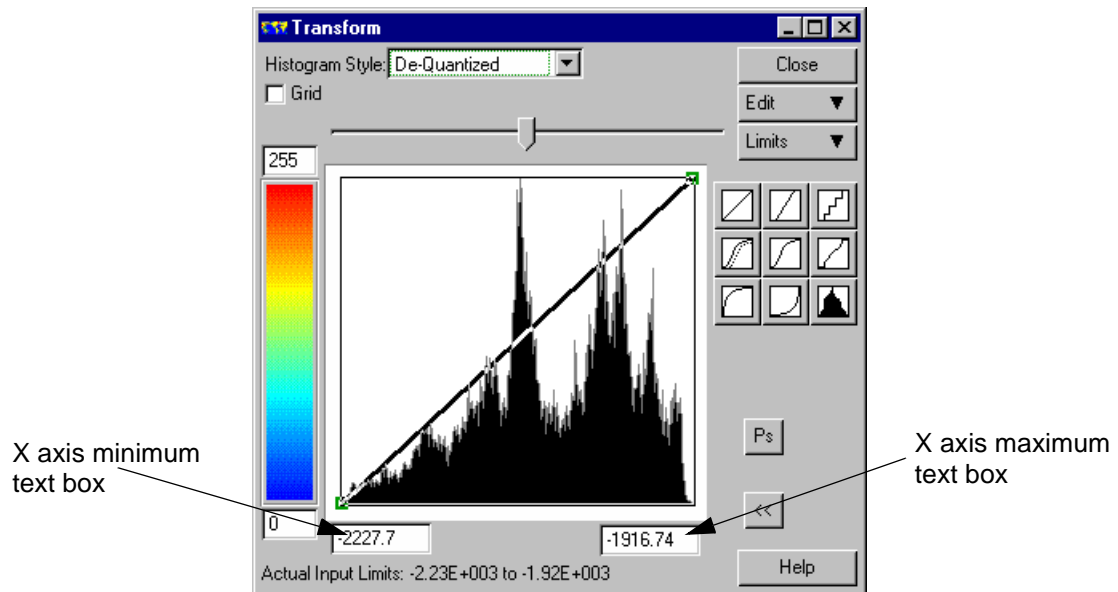 Transform
Histogram Style: De-Quantized
Close
Grid
Edit
Limits
255
Ps
X axis minimum
text box
X axis maximum
text box
<<
0
-2227.7
-1916.74
Actual Input Limits: -2.23E+003 to -1.92E+003
Help